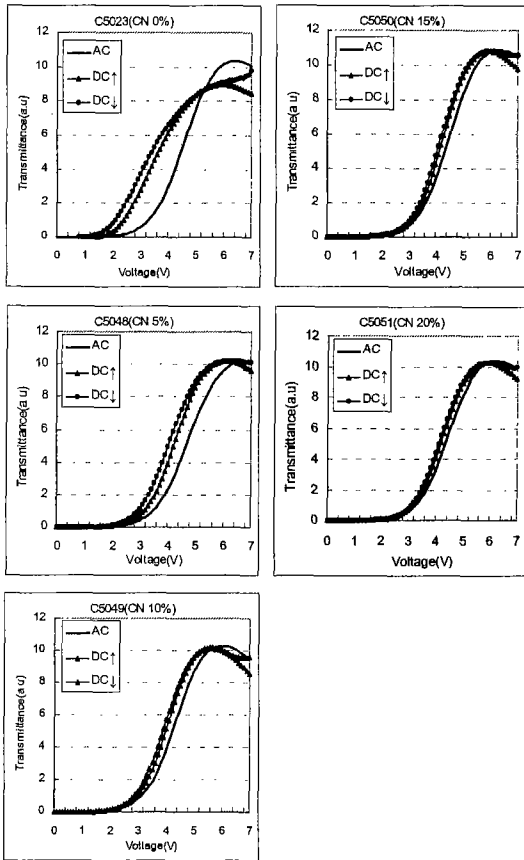 C5023(CN 0%)
Transmittance(a.u)
12
10
8
6
4
2
0
AC
DC↑
DC↓
0 1 2 3 4 5 6 7
Voltage(V)
C5050(CN 15%)
Transmittance(a u)
12
10
8
6
4
2
0
AC
DC↑
DC↓
0 1 2 3 4 5 6 7
Voltage(V)
C5048(CN 5%)
Transmittance(a.u)
12
10
8
6
4
2
0
AC
DC↑
DC↓
0 1 2 3 4 5 6 7
Voltage(V)
C5051(CN 20%)
Transmittance(a.u)
12
10
8
6
4
2
0
AC
DC↑
DC↓
0 1 2 3 4 5 6 7
Voltage(V)
C5049(CN 10%)
Transmittance(a u)
12
10
8
6
4
2
0
AC
DC↑
DC↓
0 1 2 3 4 5 6 7
Voltage(V)